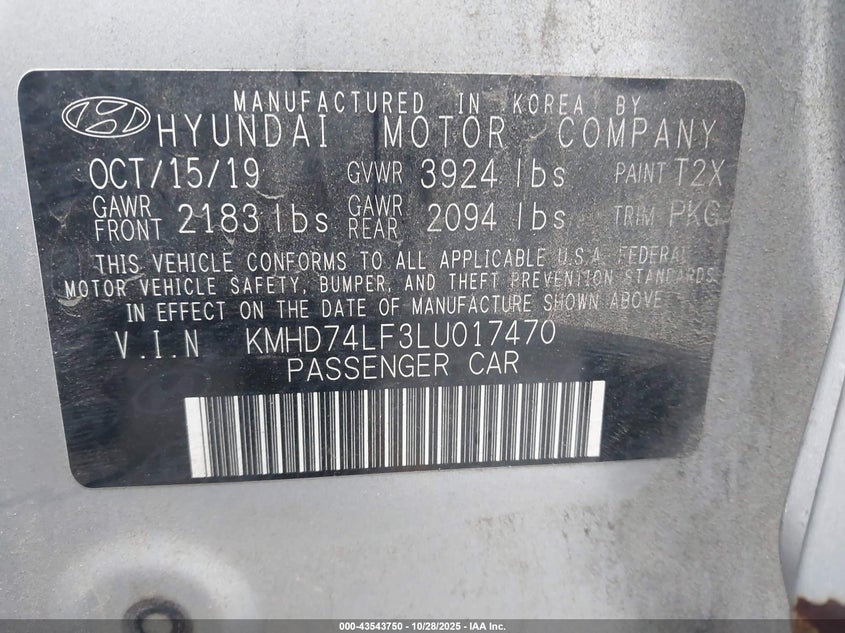 MANUFACTURED IN KOREA BY
HYUNDAI MOTOR COMPANY
OCT/15/19 GVWR 3924 lbs PAINT T2X
GAWR FRONT 2183 lbs GAWR REAR 2094 lbs TRIM PKG
THIS VEHICLE CONFORMS TO ALL APPLICABLE U.S.A. FEDERAL
MOTOR VEHICLE SAFETY, BUMPER, AND THEFT PREVENTION STANDARDS
IN EFFECT ON THE DATE OF MANUFACTURE SHOWN ABOVE
V.I.N KMHD74LF3LU017470
PASSENGER CAR
000-43543750 | 10/28/2025 - IAA Inc.